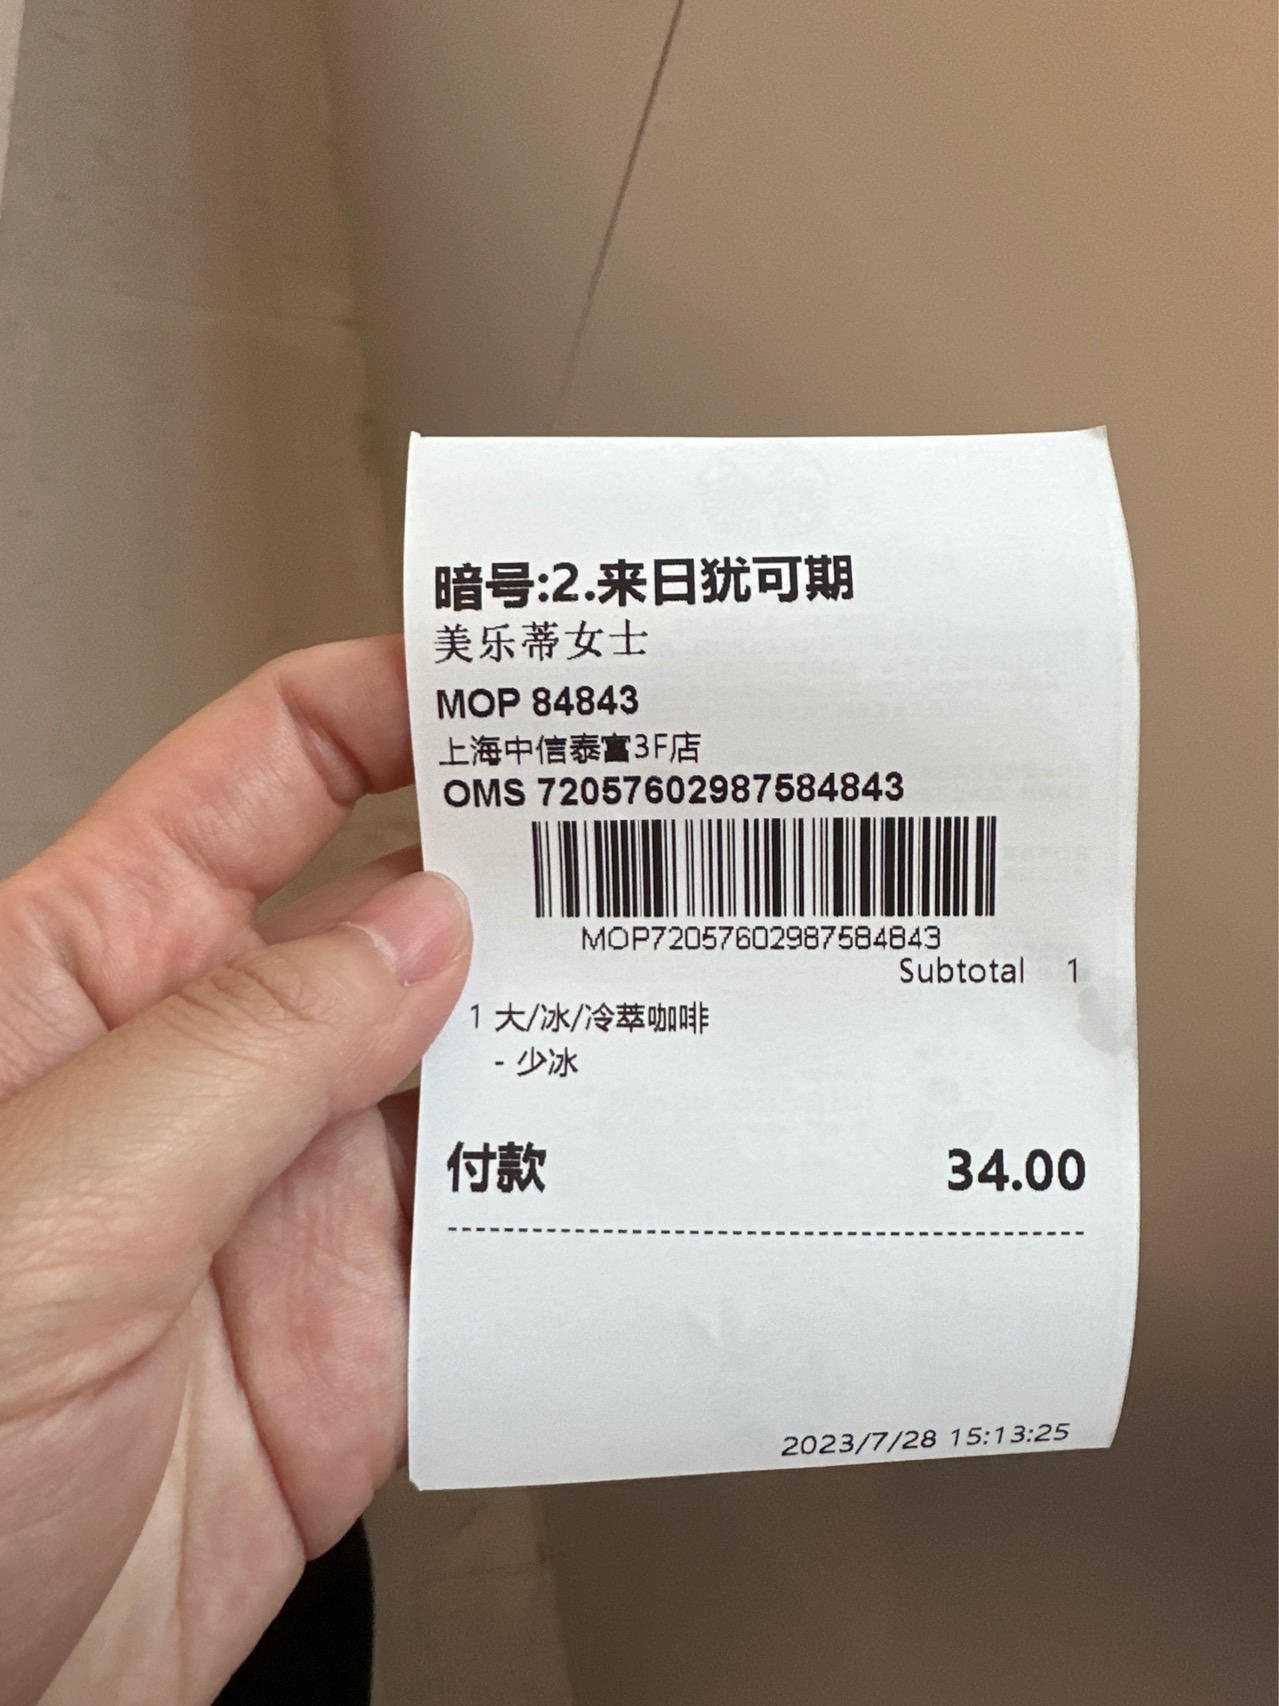 暗号:2.来日犹可期
美乐蒂女士
MOP 84843
上海中信泰富3F店
OMS 72057602987584843
MOP72057602987584843
Subtotal 1
1 大/冰/冷萃咖啡
- 少冰
付款 34.00
2023/7/28 15:13:25